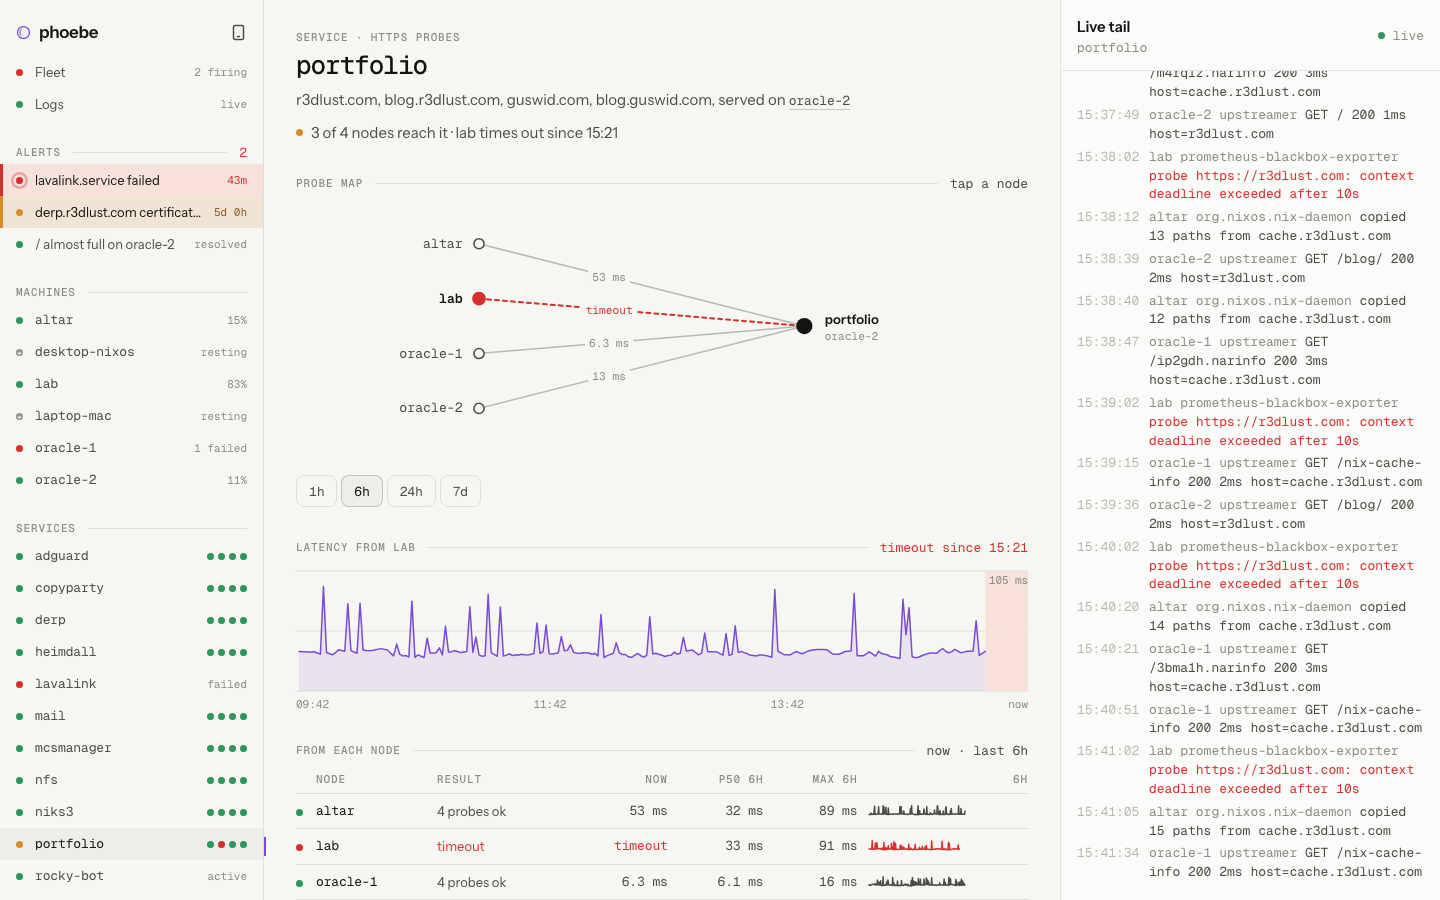 phoebe
Fleet 2 firing
Logs live
ALERTS 2
lavalink.service failed 43m
derp.r3dlust.com certificat... 5d 0h
/ almost full on oracle-2 resolved
MACHINES
altar 15%
desktop-nixos resting
lab 83%
laptop-mac resting
oracle-1 1 failed
oracle-2 11%
SERVICES
adguard
copyparty
derp
heimdall
lavalink failed
mail
mcsmanager
nfs
niks3
portfolio
rocky-bot active
SERVICE · HTTPS PROBES
portfolio
r3dlust.com, blog.r3dlust.com, guswid.com, blog.guswid.com, served on oracle-2
3 of 4 nodes reach it · lab times out since 15:21
PROBE MAP tap a node
altar
53 ms
lab
timeout
portfolio
oracle-2
6.3 ms
oracle-1
13 ms
oracle-2
1h 6h 24h 7d
LATENCY FROM LAB timeout since 15:21
105 ms
09:42 11:42 13:42 now
FROM EACH NODE now · last 6h
NODE RESULT NOW P50 6H MAX 6H 6H
altar 4 probes ok 53 ms 32 ms 89 ms
lab timeout timeout 33 ms 91 ms
oracle-1 4 probes ok 6.3 ms 6.1 ms 16 ms
Live tail
portfolio
live
/m4rqiz.narinfo 200 3ms
host=cache.r3dlust.com
15:37:49 oracle-2 upstreamer GET / 200 1ms
host=r3dlust.com
15:38:02 lab prometheus-blackbox-exporter
probe https://r3dlust.com: context
deadline exceeded after 10s
15:38:12 altar org.nixos.nix-daemon copied
13 paths from cache.r3dlust.com
15:38:39 oracle-2 upstreamer GET /blog/ 200
2ms host=r3dlust.com
15:38:40 altar org.nixos.nix-daemon copied
12 paths from cache.r3dlust.com
15:38:47 oracle-1 upstreamer GET
/ip2gdh.narinfo 200 3ms
host=cache.r3dlust.com
15:39:02 lab prometheus-blackbox-exporter
probe https://r3dlust.com: context
deadline exceeded after 10s
15:39:15 oracle-1 upstreamer GET /nix-cache-
info 200 2ms host=cache.r3dlust.com
15:39:36 oracle-2 upstreamer GET /blog/ 200
2ms host=r3dlust.com
15:40:02 lab prometheus-blackbox-exporter
probe https://r3dlust.com: context
deadline exceeded after 10s
15:40:20 altar org.nixos.nix-daemon copied
14 paths from cache.r3dlust.com
15:40:21 oracle-1 upstreamer GET
/3bma1h.narinfo 200 3ms
host=cache.r3dlust.com
15:40:51 oracle-1 upstreamer GET /nix-cache-
info 200 2ms host=cache.r3dlust.com
15:41:02 lab prometheus-blackbox-exporter
probe https://r3dlust.com: context
deadline exceeded after 10s
15:41:05 altar org.nixos.nix-daemon copied
15 paths from cache.r3dlust.com
15:41:34 oracle-1 upstreamer GET /nix-cache-
info 200 2ms host=cache.r3dlust.com